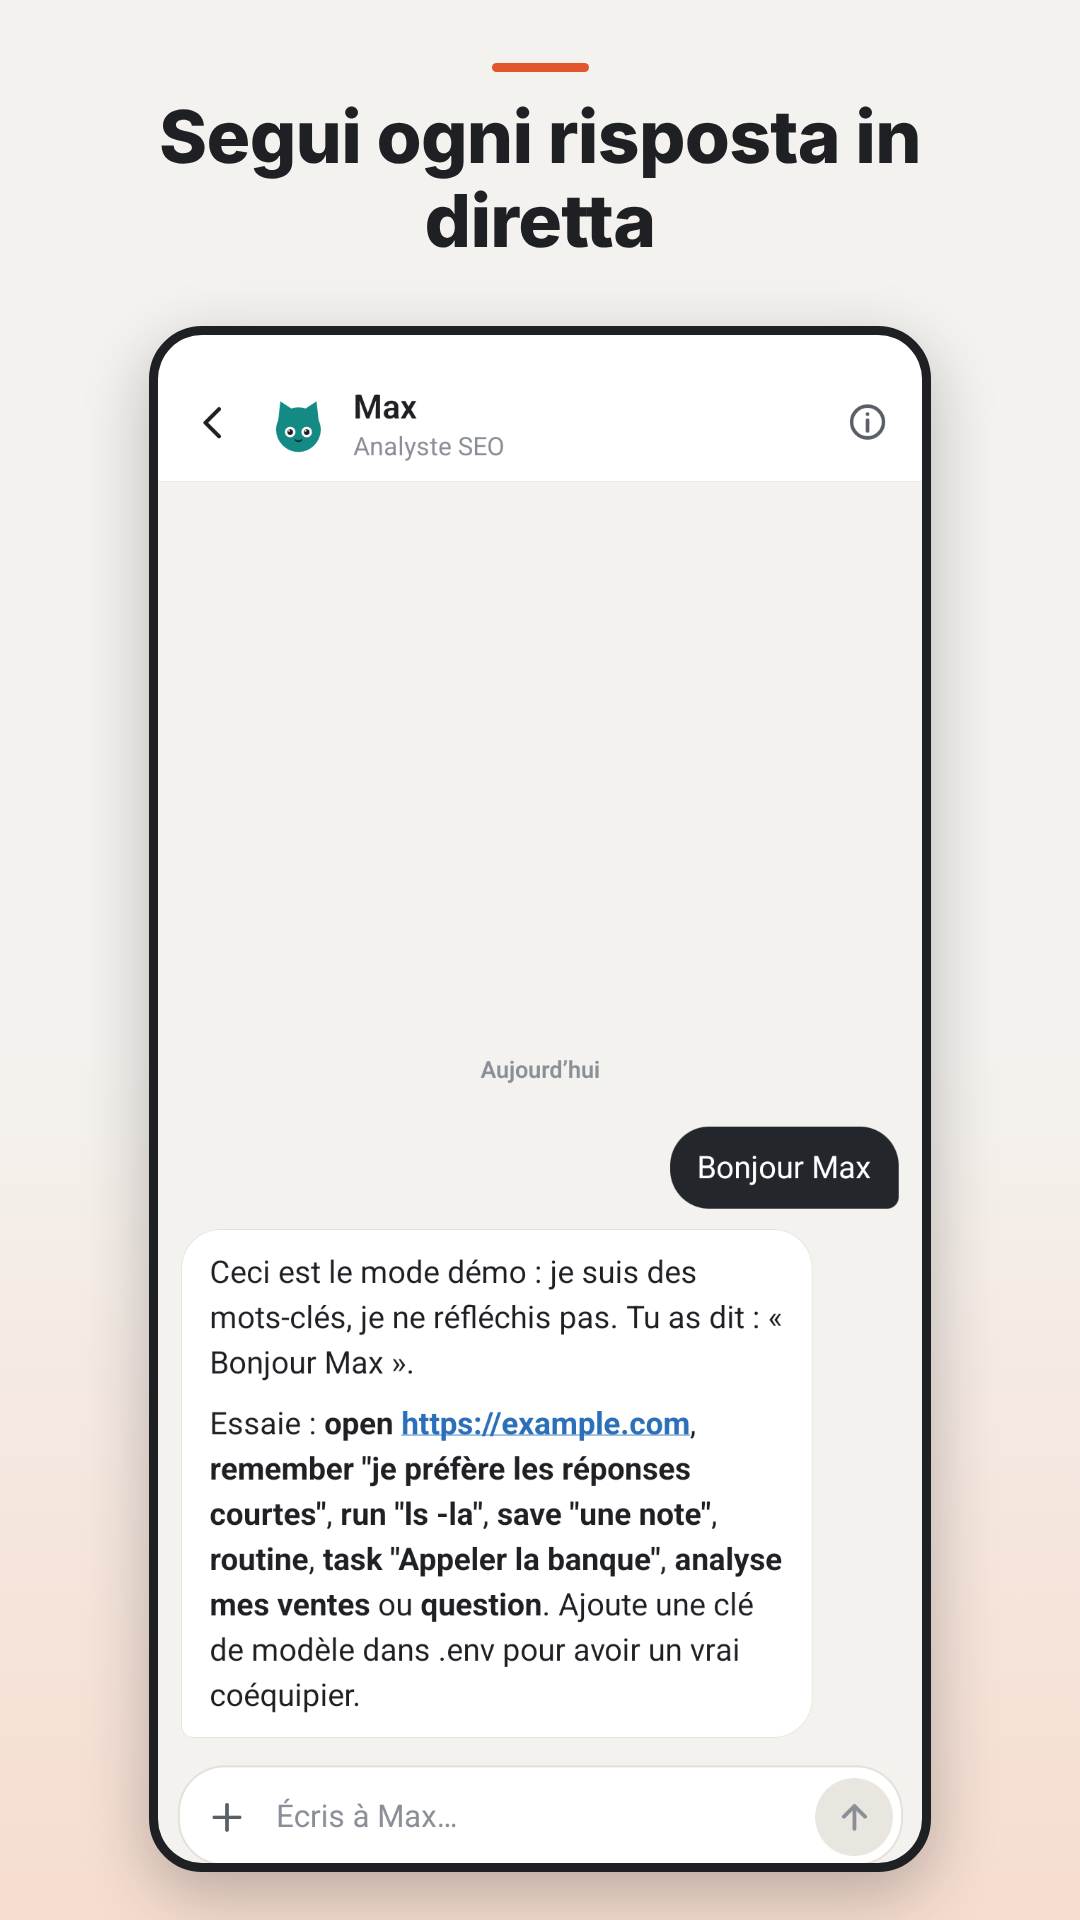 Segui ogni risposta in
diretta
Max
Analyste SEO
Aujourd’hui
Bonjour Max
Ceci est le mode démo : je suis des
mots-clés, je ne réfléchis pas. Tu as dit : «
Bonjour Max ».
Essaie : open https://example.com,
remember "je préfère les réponses
courtes", run "ls -la", save "une note",
routine, task "Appeler la banque", analyse
mes ventes ou question. Ajoute une clé
de modèle dans .env pour avoir un vrai
coéquipier.
Écris à Max…